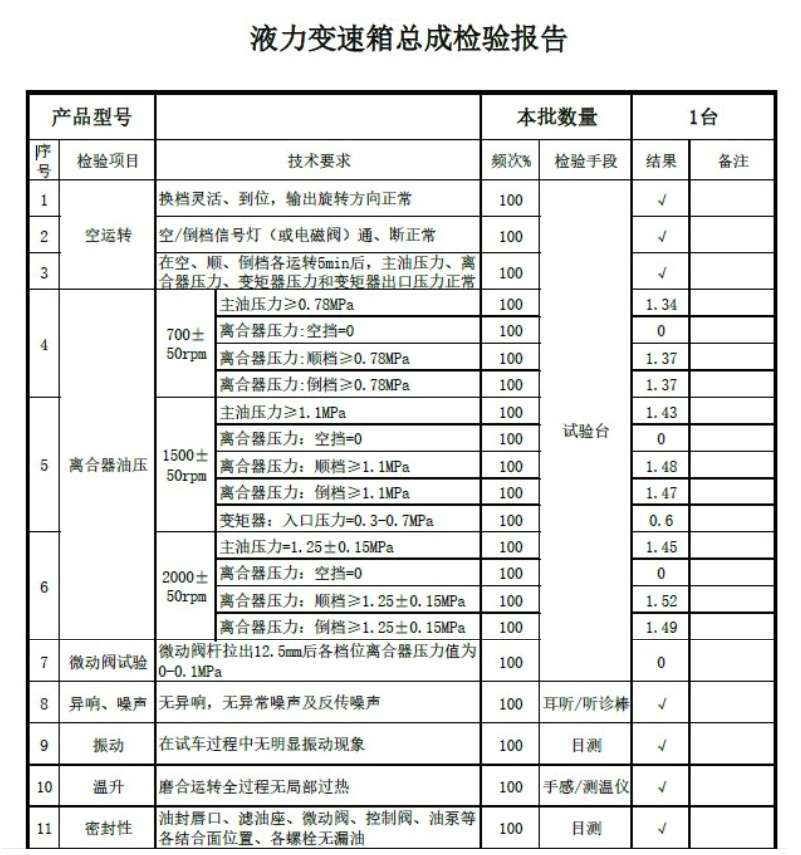 液力变速箱总成检验报告
产品型号 本批数量 1台
序号 检验项目 技术要求 频次% 检验手段 结果 备注
1 空运转 换档灵活、到位，输出旋转方向正常 100 试验台 √
2 空/倒档信号灯（或电磁阀）通、断正常 100 √
3 在空、顺、倒档各运转5min后，主油压力、离
合器压力、变矩器压力和变矩器出口压力正常 100 √
4 离合器油压 700±50rpm 主油压力≥0.78MPa 100 1.34
离合器压力:空挡=0 100 0
离合器压力:顺档≥0.78MPa 100 1.37
离合器压力:倒档≥0.78MPa 100 1.37
5 1500±50rpm 主油压力≥1.1MPa 100 1.43
离合器压力：空挡=0 100 0
离合器压力：顺档≥1.1MPa 100 1.48
离合器压力：倒档≥1.1MPa 100 1.47
变矩器：入口压力=0.3-0.7MPa 100 0.6
6 2000±50rpm 主油压力=1.25±0.15MPa 100 1.45
离合器压力：空挡=0 100 0
离合器压力：顺档≥1.25±0.15MPa 100 1.52
离合器压力：倒档≥1.25±0.15MPa 100 1.49
7 微动阀试验 微动阀杆拉出12.5mm后各档位离合器压力值为
0-0.1MPa 100 0
8 异响、噪声 无异响，无异常噪声及反传噪声 100 耳听/听诊棒 √
9 振动 在试车过程中无明显振动现象 100 目测 √
10 温升 磨合运转全过程无局部过热 100 手感/测温仪 √
11 密封性 油封唇口、滤油座、微动阀、控制阀、油泵等
各结合面位置、各螺栓无漏油 100 目测 √